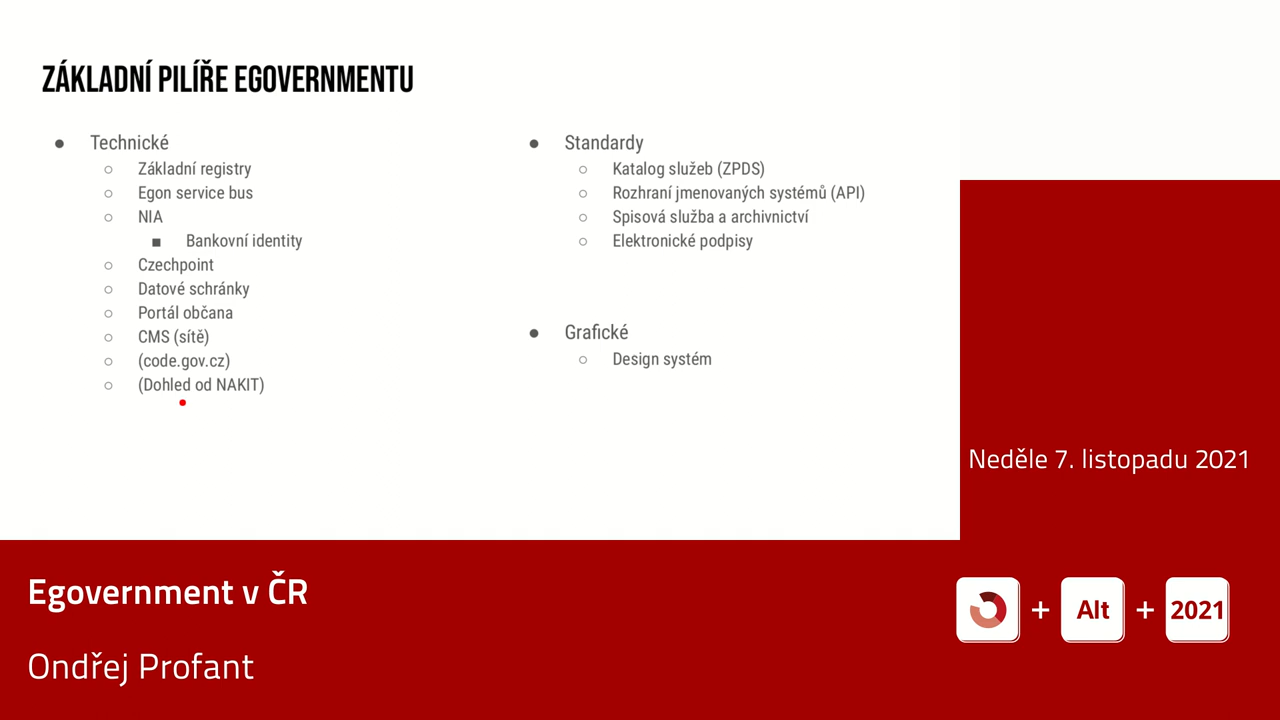 ZÁKLADNÍ PILÍŘE EGOVERNMENTU
Technické
Základní registry
Egon service bus
NIA
Bankovní identity
Czechpoint
Datové schránky
Portál občana
CMS (sítě)
(code.gov.cz)
(Dohled od NAKIT)
Standardy
Katalog služeb (ZPDS)
Rozhraní jmenovaných systémů (API)
Spisová služba a archivnictví
Elektronické podpisy
Grafické
Design systém
Neděle 7. listopadu 2021
Egovernment v ČR
Ondřej Profant
+ Alt + 2021